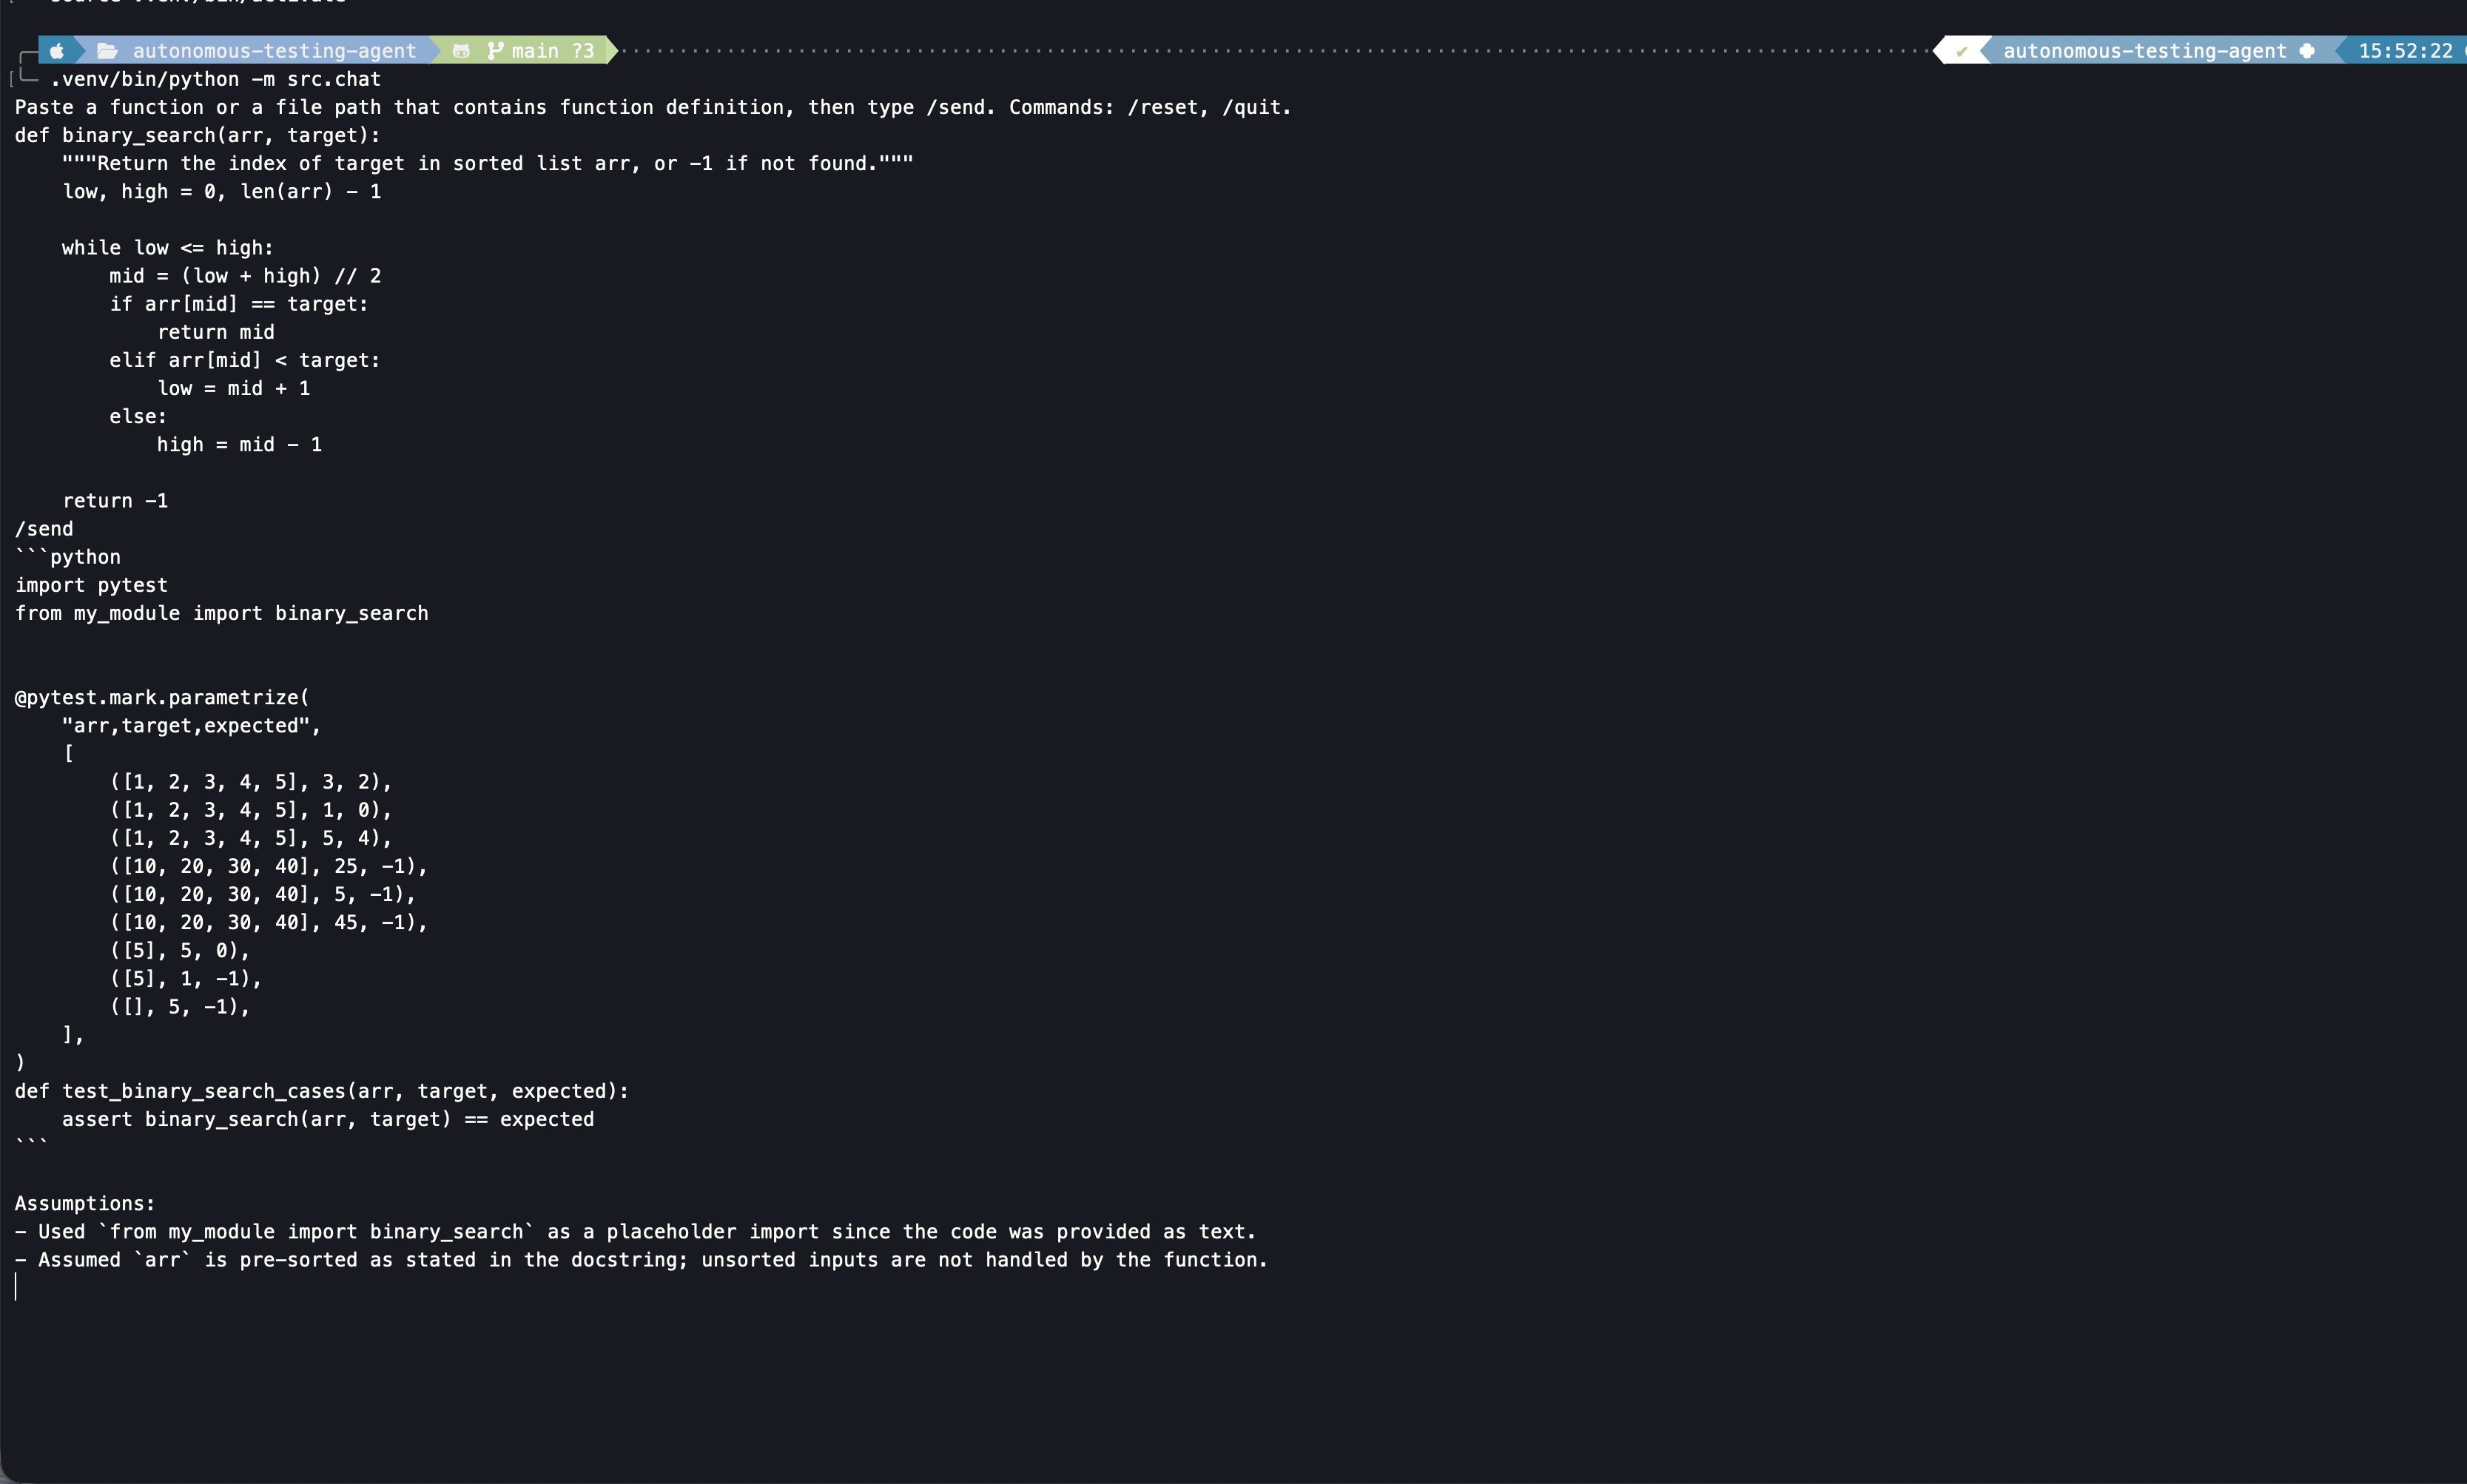 autonomous-testing-agent main ?3 ✔ autonomous-testing-agent 15:52:22
.venv/bin/python -m src.chat
Paste a function or a file path that contains function definition, then type /send. Commands: /reset, /quit.
def binary_search(arr, target):
    """Return the index of target in sorted list arr, or -1 if not found."""
    low, high = 0, len(arr) - 1

    while low <= high:
        mid = (low + high) // 2
        if arr[mid] == target:
            return mid
        elif arr[mid] < target:
            low = mid + 1
        else:
            high = mid - 1

    return -1
/send
```python
import pytest
from my_module import binary_search


@pytest.mark.parametrize(
    "arr,target,expected",
    [
        ([1, 2, 3, 4, 5], 3, 2),
        ([1, 2, 3, 4, 5], 1, 0),
        ([1, 2, 3, 4, 5], 5, 4),
        ([10, 20, 30, 40], 25, -1),
        ([10, 20, 30, 40], 5, -1),
        ([10, 20, 30, 40], 45, -1),
        ([5], 5, 0),
        ([5], 1, -1),
        ([], 5, -1),
    ],
)
def test_binary_search_cases(arr, target, expected):
    assert binary_search(arr, target) == expected
```

Assumptions:
- Used `from my_module import binary_search` as a placeholder import since the code was provided as text.
- Assumed `arr` is pre-sorted as stated in the docstring; unsorted inputs are not handled by the function.